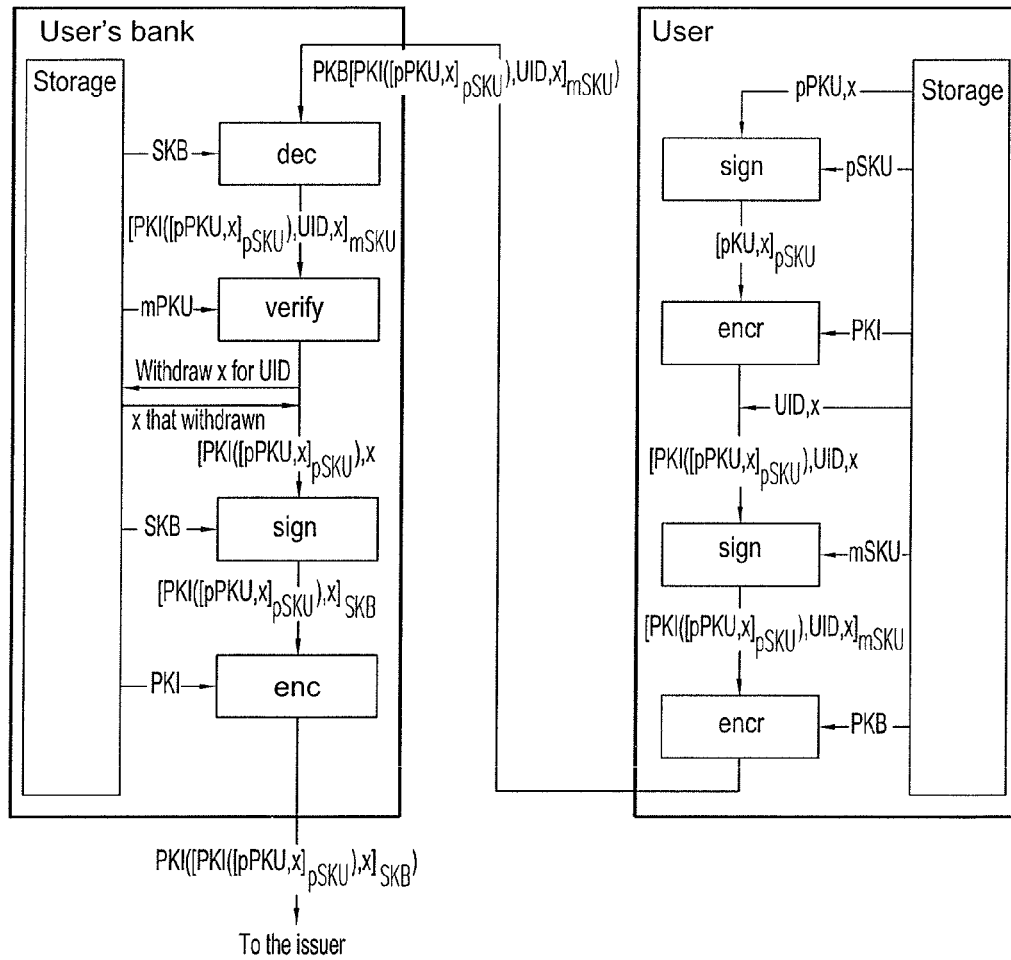 User's bank
Storage
PKB[PKI([pPKU,x]pSKU),UID,x]mSKU)
SKB
dec
[PKI([pPKU,x]pSKU),UID,x]mSKU
mPKU
verify
Withdraw x for UID
x that withdrawn
[PKI([pPKU,x]pSKU),x
SKB
sign
[PKI([pPKU,x]pSKU),x]SKB
PKI
enc
PKI([PKI([pPKU,x]pSKU),x]SKB)
To the issuer
User
Storage
pPKU,x
sign
pSKU
[pKU,x]pSKU
encr
PKI
UID,x
[PKI([pPKU,x]pSKU),UID,x
sign
mSKU
[PKI([pPKU,x]pSKU),UID,x]mSKU
encr
PKB